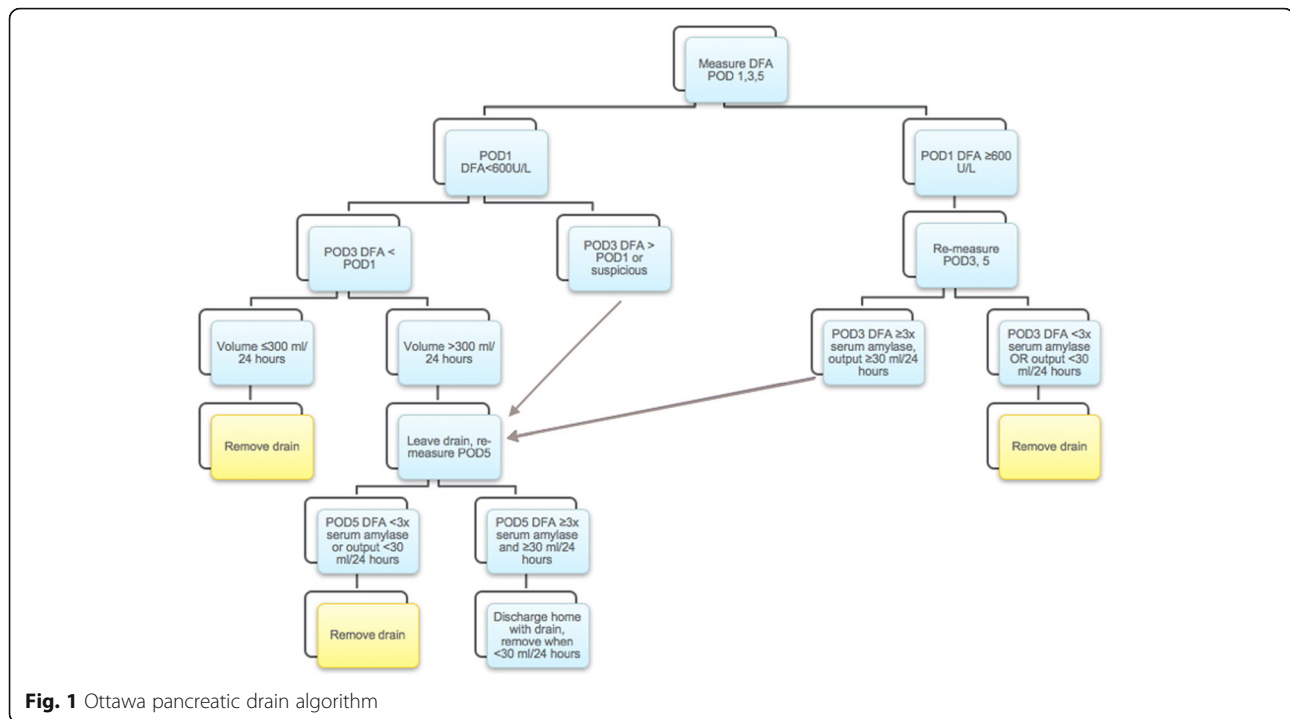 Measure DFA
POD 1,3,5
POD1
DFA<600U/L
POD1 DFA ≥600
U/L
POD3 DFA <
POD1
POD3 DFA >
POD1 or
suspicious
Re-measure
POD3, 5
Volume ≤300 ml/
24 hours
Volume >300 ml/
24 hours
POD3 DFA ≥3x
serum amylase,
output ≥30 ml/24
hours
POD3 DFA <3x
serum amylase
OR output <30
ml/24 hours
Remove drain
Leave drain, re-
measure POD5
Remove drain
POD5 DFA <3x
serum amylase
or output <30
ml/24 hours
POD5 DFA ≥3x
serum amylase
and ≥30 ml/24
hours
Remove drain
Discharge home
with drain,
remove when
<30 ml/24 hours
Fig. 1 Ottawa pancreatic drain algorithm